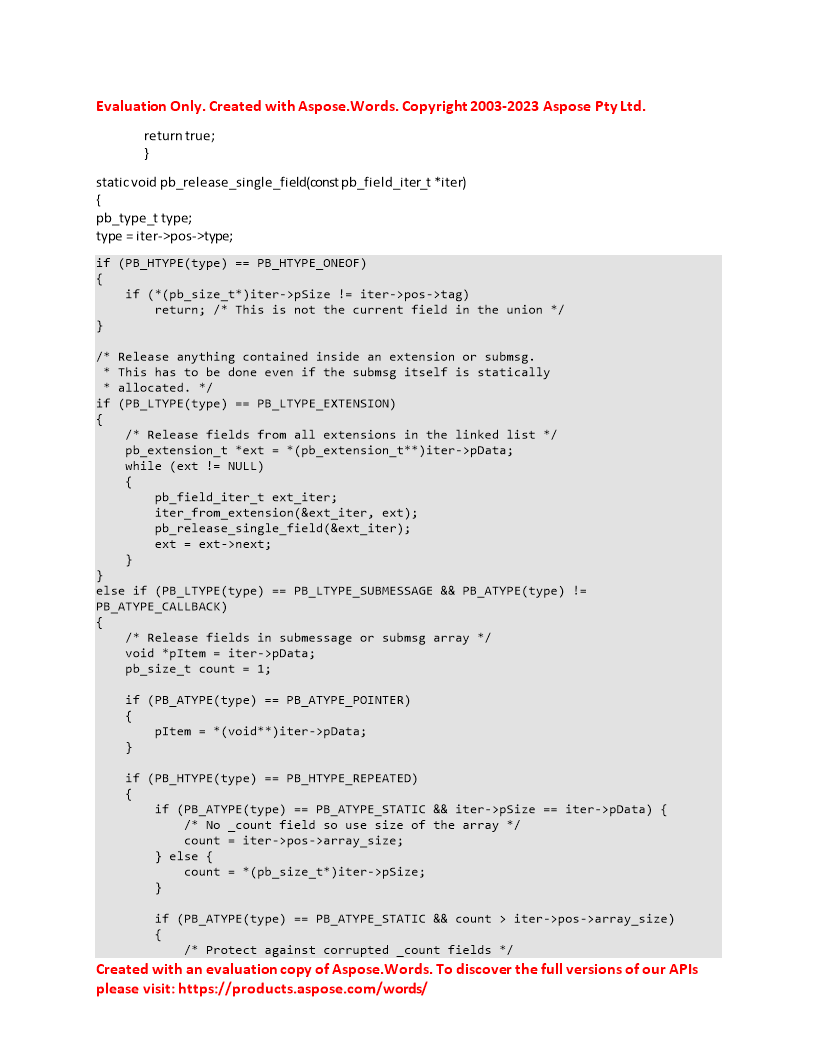 Evaluation Only. Created with Aspose.Words. Copyright 2003-2023 Aspose Pty Ltd.
return true;
}
static void pb_release_single_field(const pb_field_iter_t *iter)
{
pb_type_t type;
type = iter->pos->type;
if (PB_HTYPE(type) == PB_HTYPE_ONEOF)
{
    if (*(pb_size_t*)iter->pSize != iter->pos->tag)
        return; /* This is not the current field in the union */
}

/* Release anything contained inside an extension or submsg.
 * This has to be done even if the submsg itself is statically
 * allocated. */
if (PB_LTYPE(type) == PB_LTYPE_EXTENSION)
{
    /* Release fields from all extensions in the linked list */
    pb_extension_t *ext = *(pb_extension_t**)iter->pData;
    while (ext != NULL)
    {
        pb_field_iter_t ext_iter;
        iter_from_extension(&ext_iter, ext);
        pb_release_single_field(&ext_iter);
        ext = ext->next;
    }
}
else if (PB_LTYPE(type) == PB_LTYPE_SUBMESSAGE && PB_ATYPE(type) !=
PB_ATYPE_CALLBACK)
{
    /* Release fields in submessage or submsg array */
    void *pItem = iter->pData;
    pb_size_t count = 1;

    if (PB_ATYPE(type) == PB_ATYPE_POINTER)
    {
        pItem = *(void**)iter->pData;
    }

    if (PB_HTYPE(type) == PB_HTYPE_REPEATED)
    {
        if (PB_ATYPE(type) == PB_ATYPE_STATIC && iter->pSize == iter->pData) {
            /* No _count field so use size of the array */
            count = iter->pos->array_size;
        } else {
            count = *(pb_size_t*)iter->pSize;
        }

        if (PB_ATYPE(type) == PB_ATYPE_STATIC && count > iter->pos->array_size)
        {
            /* Protect against corrupted _count fields */
Created with an evaluation copy of Aspose.Words. To discover the full versions of our APIs
please visit: https://products.aspose.com/words/